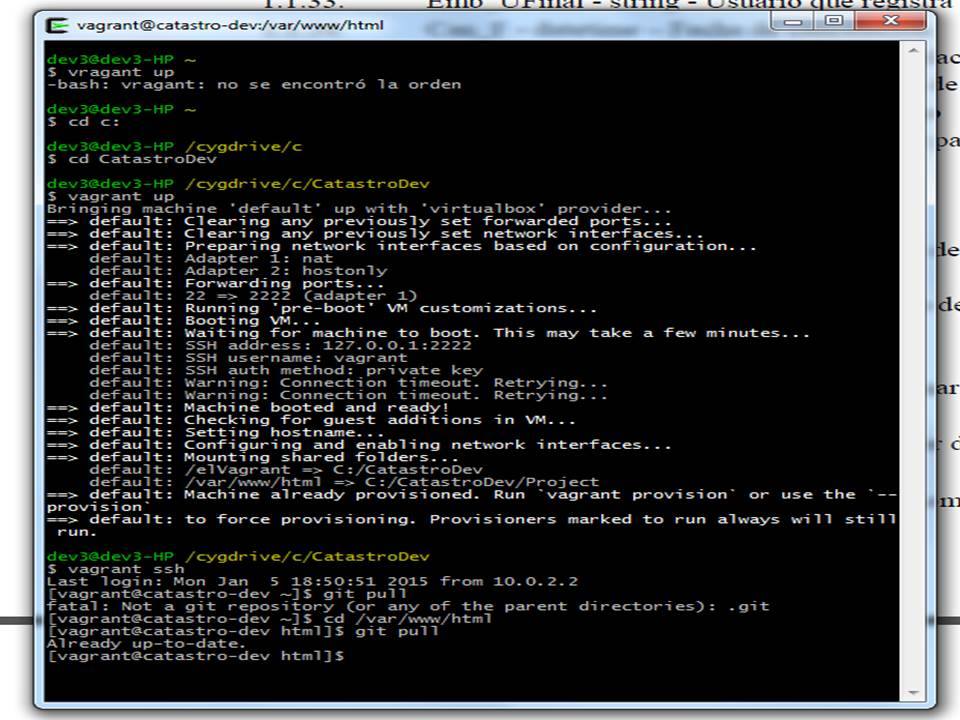 1.1.33. Emb_UFinal - string - Usuario que registra
vagrant@catastro-dev:/var/www/html
dev3@dev3-HP ~
$ vragant up
-bash: vragant: no se encontró la orden
dev3@dev3-HP ~
$ cd c:
dev3@dev3-HP /cygdrive/c
$ cd CatastroDev
dev3@dev3-HP /cygdrive/c/CatastroDev
$ vagrant up
Bringing machine 'default' up with 'virtualbox' provider...
==> default: Clearing any previously set forwarded ports...
==> default: Clearing any previously set network interfaces...
==> default: Preparing network interfaces based on configuration...
default: Adapter 1: nat
default: Adapter 2: hostonly
==> default: Forwarding ports...
default: 22 => 2222 (adapter 1)
==> default: Running 'pre-boot' VM customizations...
==> default: Booting VM...
==> default: Waiting for machine to boot. This may take a few minutes...
default: SSH address: 127.0.0.1:2222
default: SSH username: vagrant
default: SSH auth method: private key
default: Warning: Connection timeout. Retrying...
default: Warning: Connection timeout. Retrying...
==> default: Machine booted and ready!
==> default: Checking for guest additions in VM...
==> default: Setting hostname...
==> default: Configuring and enabling network interfaces...
==> default: Mounting shared folders...
default: /elVagrant => C:/CatastroDev
default: /var/www/html => C:/CatastroDev/Project
==> default: Machine already provisioned. Run `vagrant provision` or use the `--
provision`
==> default: to force provisioning. Provisioners marked to run always will still
run.
dev3@dev3-HP /cygdrive/c/CatastroDev
$ vagrant ssh
Last login: Mon Jan  5 18:50:51 2015 from 10.0.2.2
[vagrant@catastro-dev ~]$ git pull
fatal: Not a git repository (or any of the parent directories): .git
[vagrant@catastro-dev ~]$ cd /var/www/html
[vagrant@catastro-dev html]$ git pull
Already up-to-date.
[vagrant@catastro-dev html]$